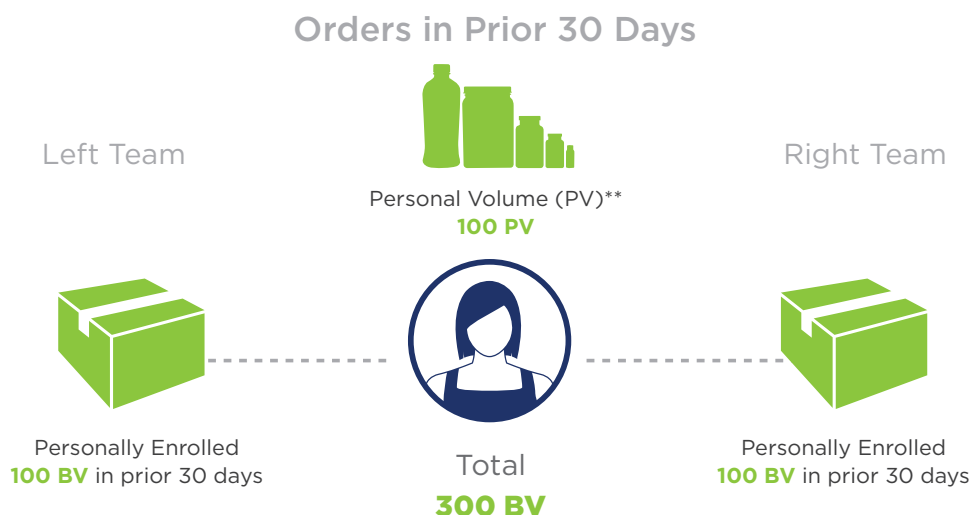 Orders in Prior 30 Days
Left Team
Right Team
Personal Volume (PV)**
100 PV
Personally Enrolled
100 BV in prior 30 days
Total
300 BV
Personally Enrolled
100 BV in prior 30 days